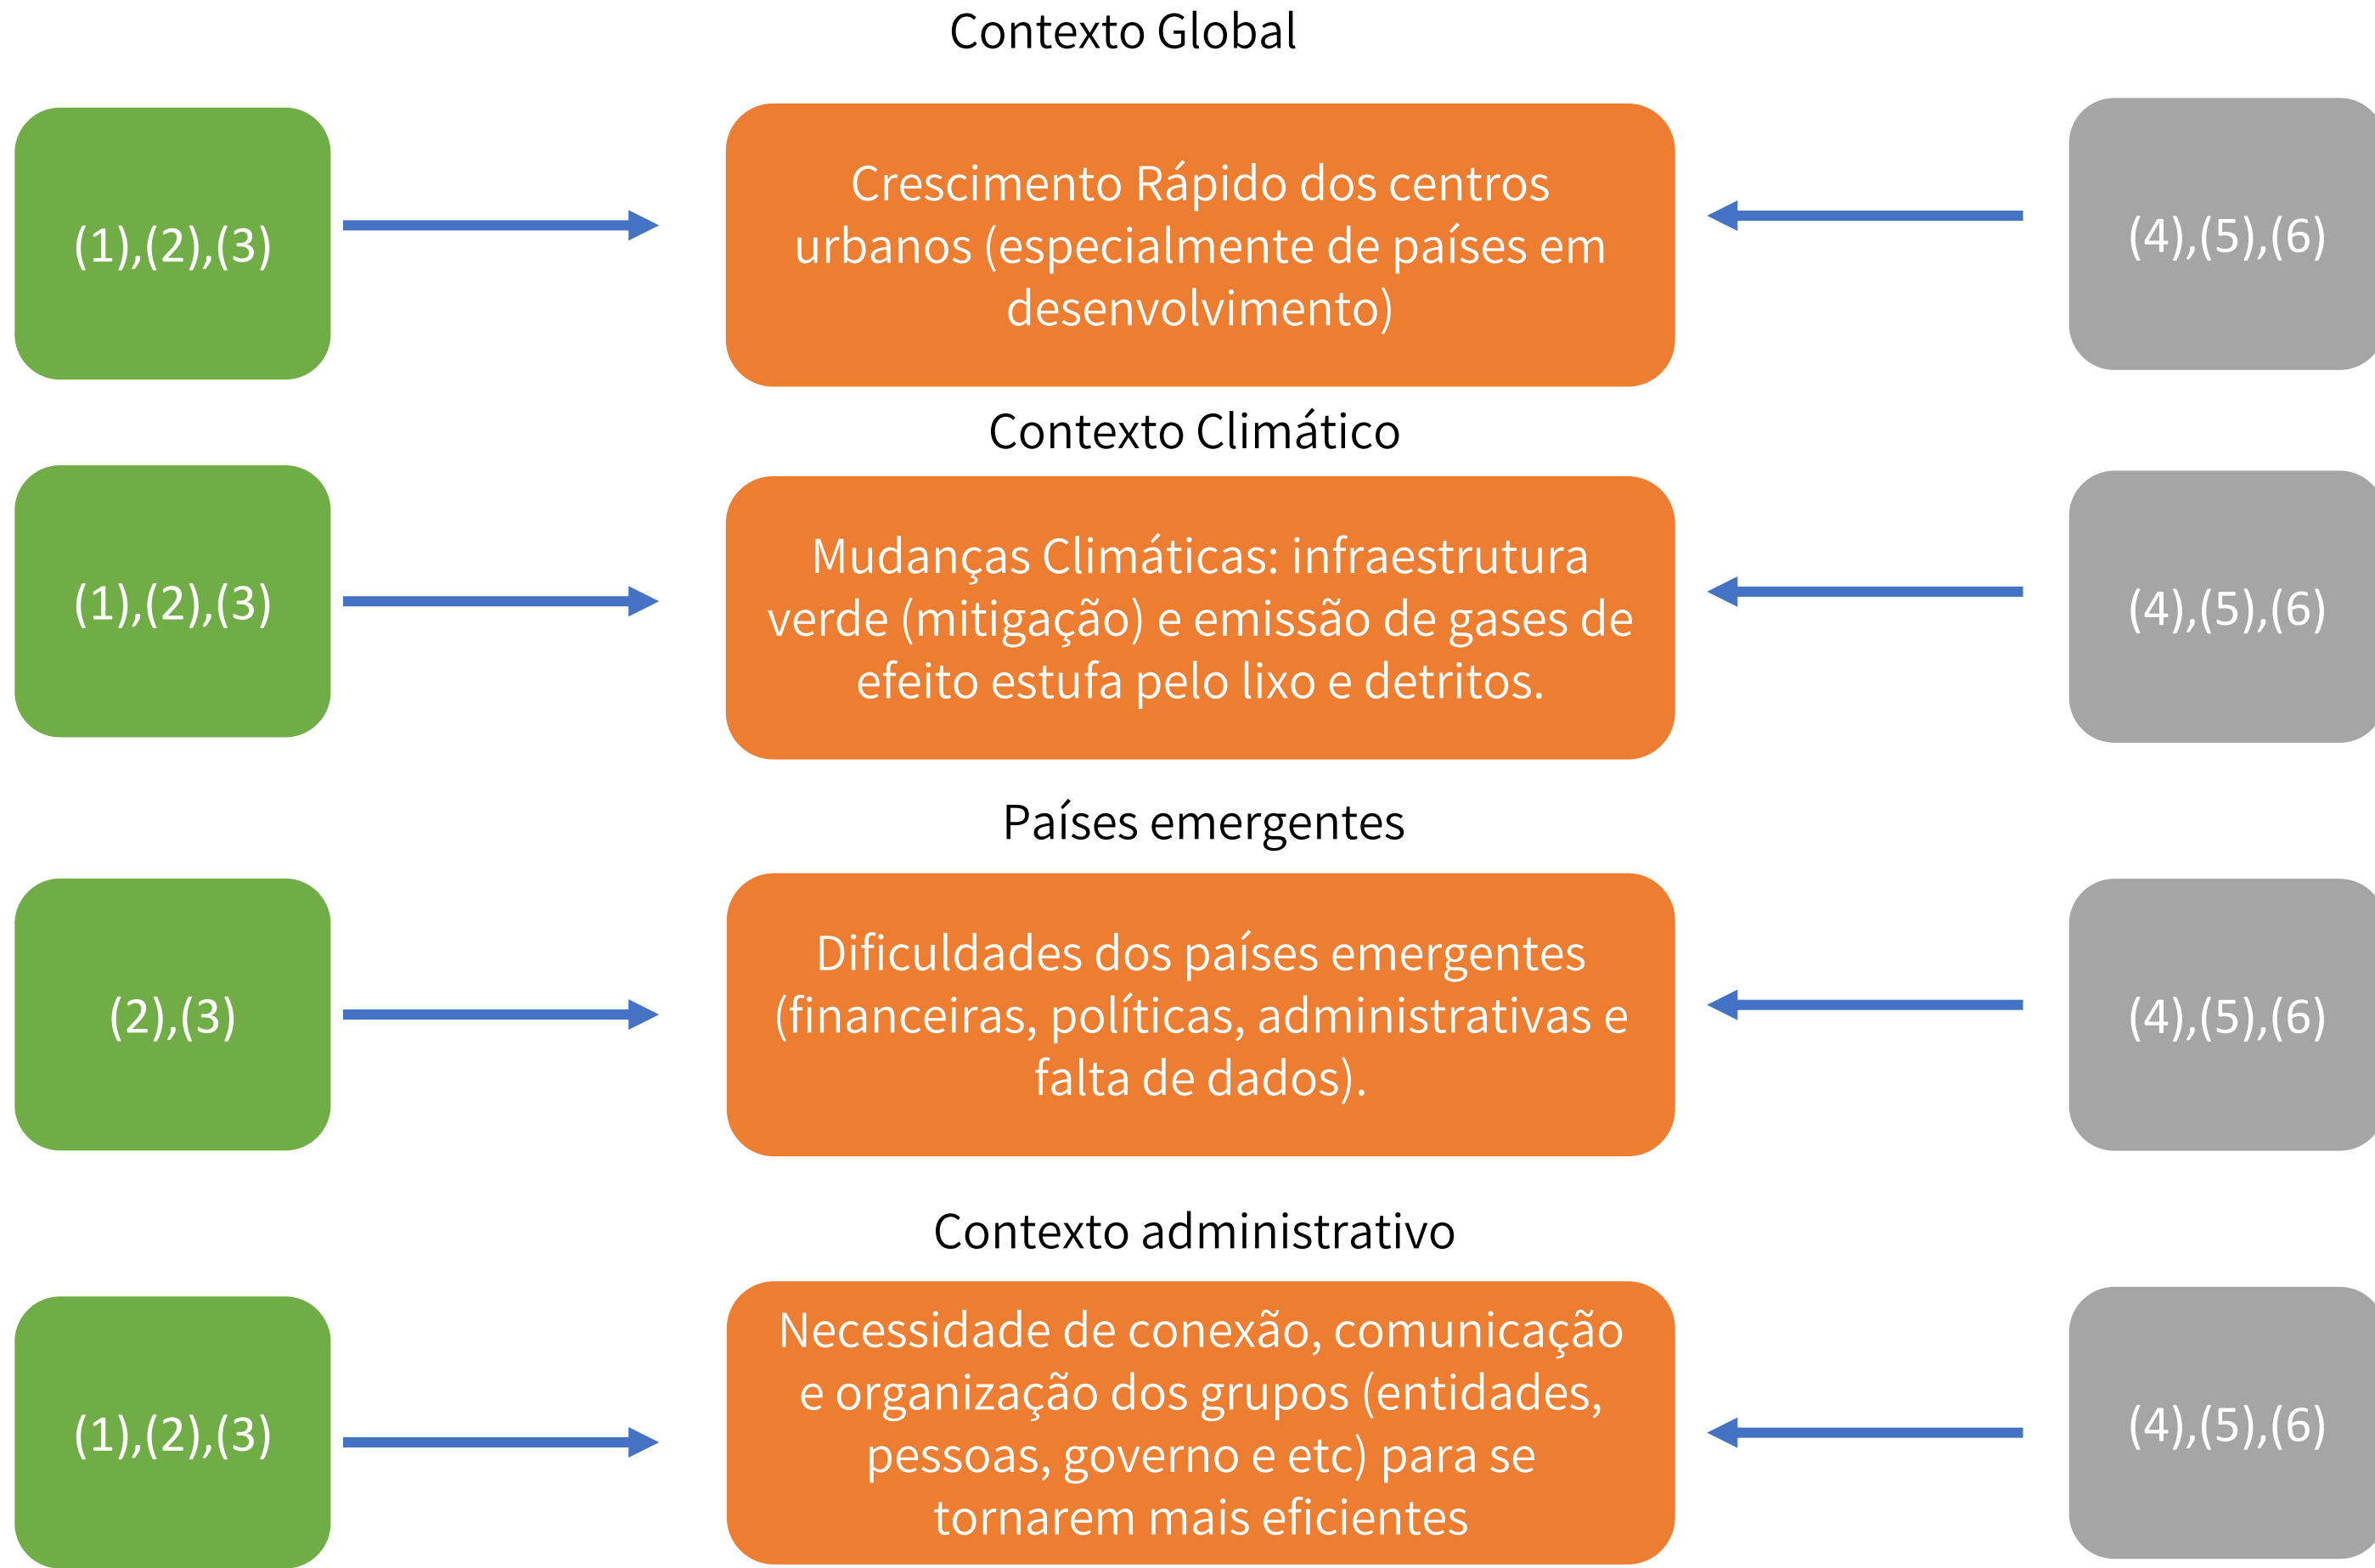 Contexto Global
(1),(2),(3)
Crescimento Rápido dos centros
urbanos (especialmente de países em
desenvolvimento)
(4),(5),(6)
Contexto Climático
(1),(2),(3)
Mudanças Climáticas: infraestrutura
verde (mitigação) e emissão de gases de
efeito estufa pelo lixo e detritos.
(4),(5),(6)
Países emergentes
(2),(3)
Dificuldades dos países emergentes
(financeiras, políticas, administrativas e
falta de dados).
(4),(5),(6)
Contexto administrativo
(1),(2),(3)
Necessidade de conexão, comunicação
e organização dos grupos (entidades,
pessoas, governo e etc) para se
tornarem mais eficientes
(4),(5),(6)